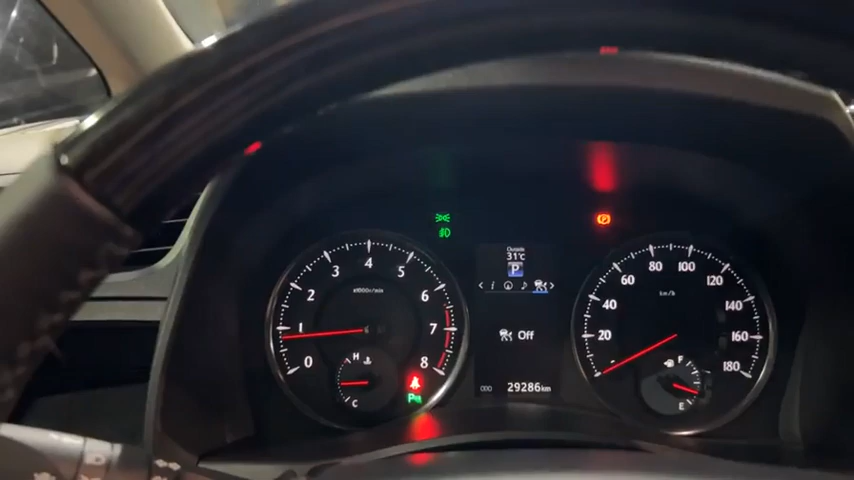 Outside
31°C
P
Off
ODO 29286km
0 1 2 3 4 5 6 7 8
x1000r/min
H
C
P
20 40 60 80 100 120 140 160 180
km/h
F
E
(P)